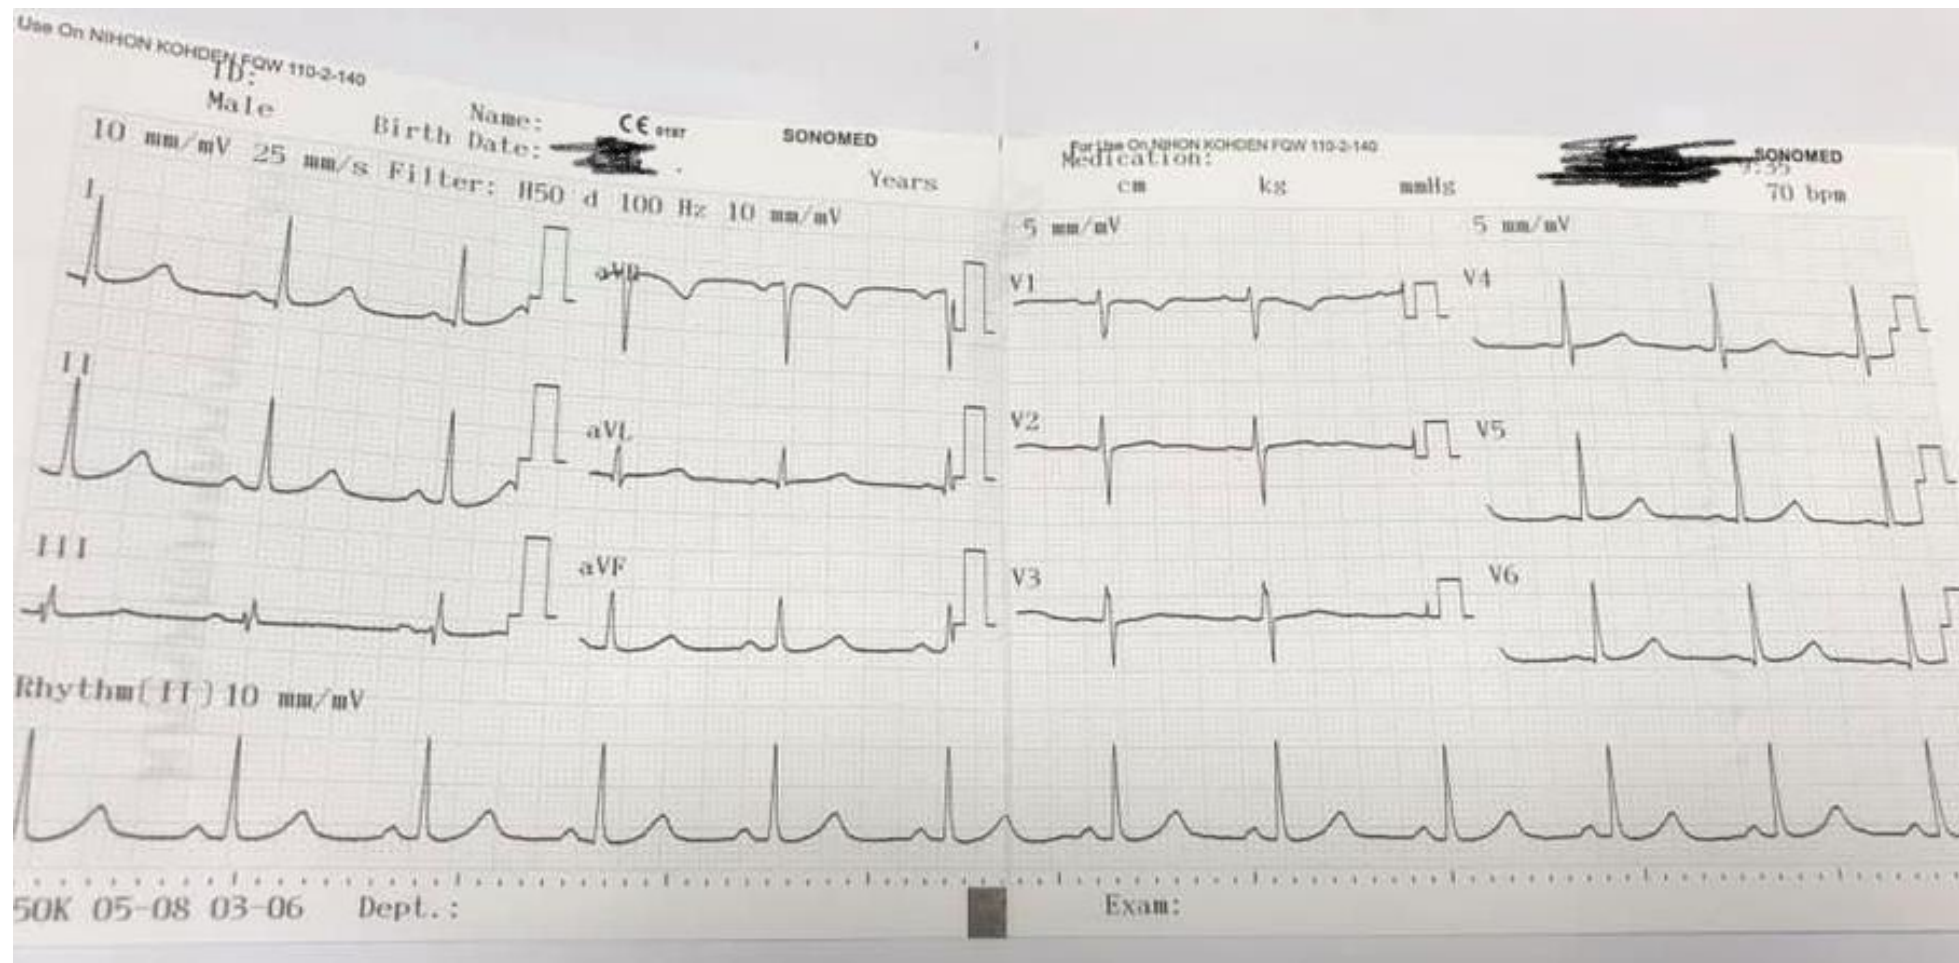 Use On NIHON KOHDEN FQW 110-2-140
ID:
Male
Name:
Birth Date:
CE 0197
SONOMED
Years
10 mm/mV 25 mm/s Filter: H50 d 100 Hz 10 mm/mV
For Use On NIHON KOHDEN FQW 110-2-140
Medication:
SONOMED
cm kg mmHg
70 bpm
5 mm/mV 5 mm/mV
I
aVR
V1
V4
II
aVL
V2
V5
III
aVF
V3
V6
Rhythm(II) 10 mm/mV
50K 05-08 03-06 Dept.:
Exam: